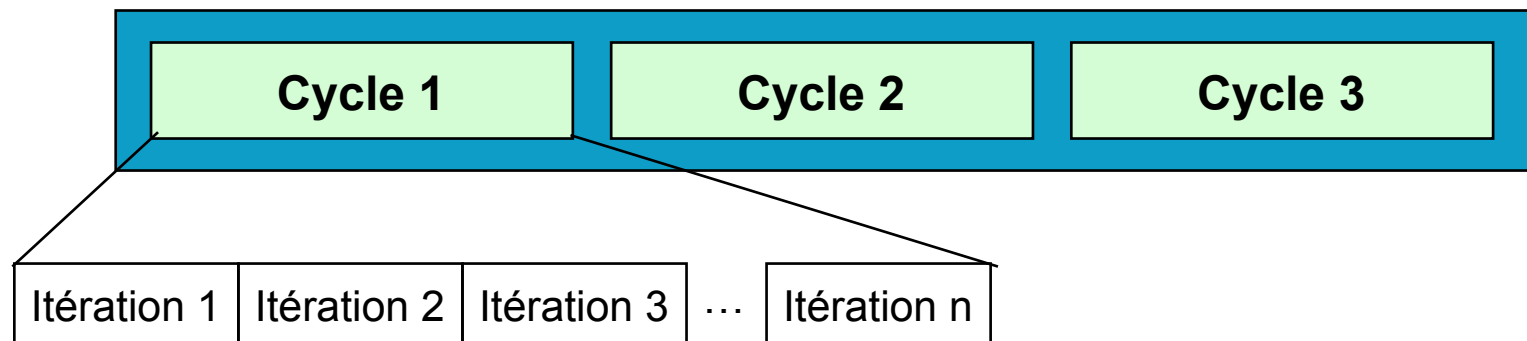 Cycle 1 Cycle 2 Cycle 3
Itération 1 Itération 2 Itération 3 ... Itération n